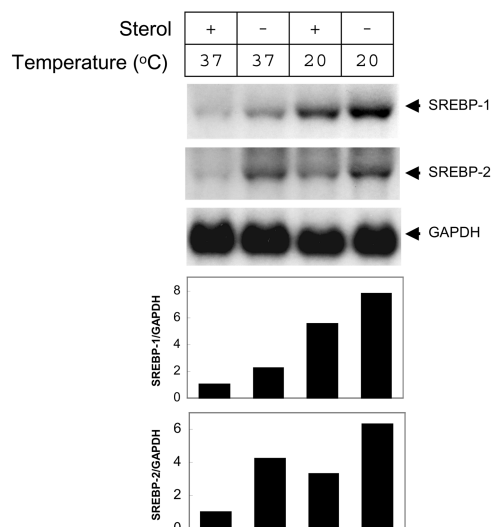 Sterol + - + -
Temperature (ºC) 37 37 20 20
SREBP-1
SREBP-2
GAPDH
SREBP-1/GAPDH
8
6
4
2
0
SREBP-2/GAPDH
6
4
2
0